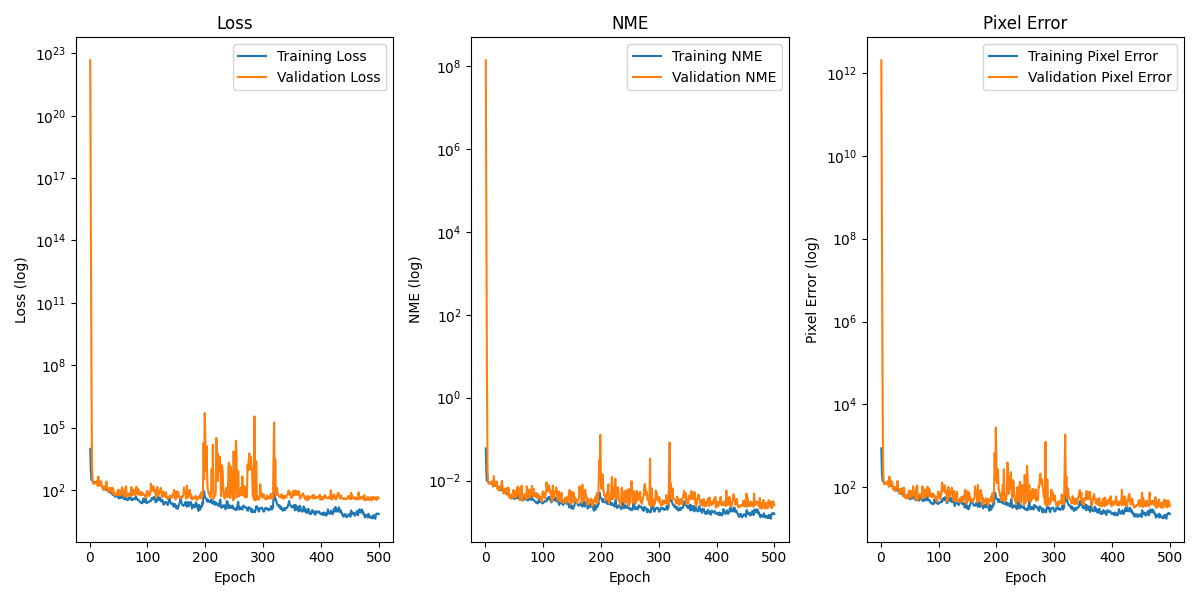 Loss
NME
Pixel Error
Training Loss
Validation Loss
Training NME
Validation NME
Training Pixel Error
Validation Pixel Error
Loss (log)
10^23
10^20
10^17
10^14
10^11
10^8
10^5
10^2
0 100 200 300 400 500
Epoch
NME (log)
10^8
10^6
10^4
10^2
10^0
10^−2
0 100 200 300 400 500
Epoch
Pixel Error (log)
10^12
10^10
10^8
10^6
10^4
10^2
0 100 200 300 400 500
Epoch